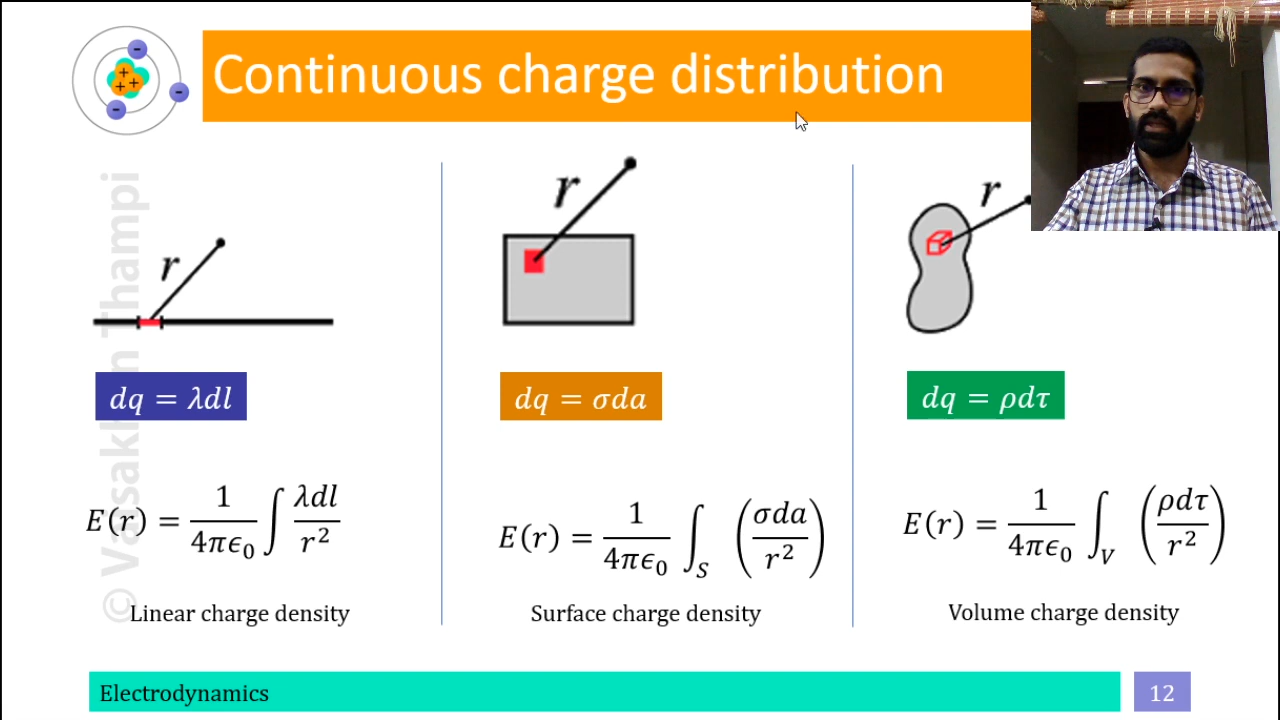 Continuous charge distribution
r
r
r
dq = λdl
dq = σda
dq = ρdτ
E(r) = 1/4πϵ₀ ∫ λdl/r²
E(r) = 1/4πϵ₀ ∫_S (σda/r²)
E(r) = 1/4πϵ₀ ∫_V (ρdτ/r²)
Linear charge density
Surface charge density
Volume charge density
Electrodynamics
12